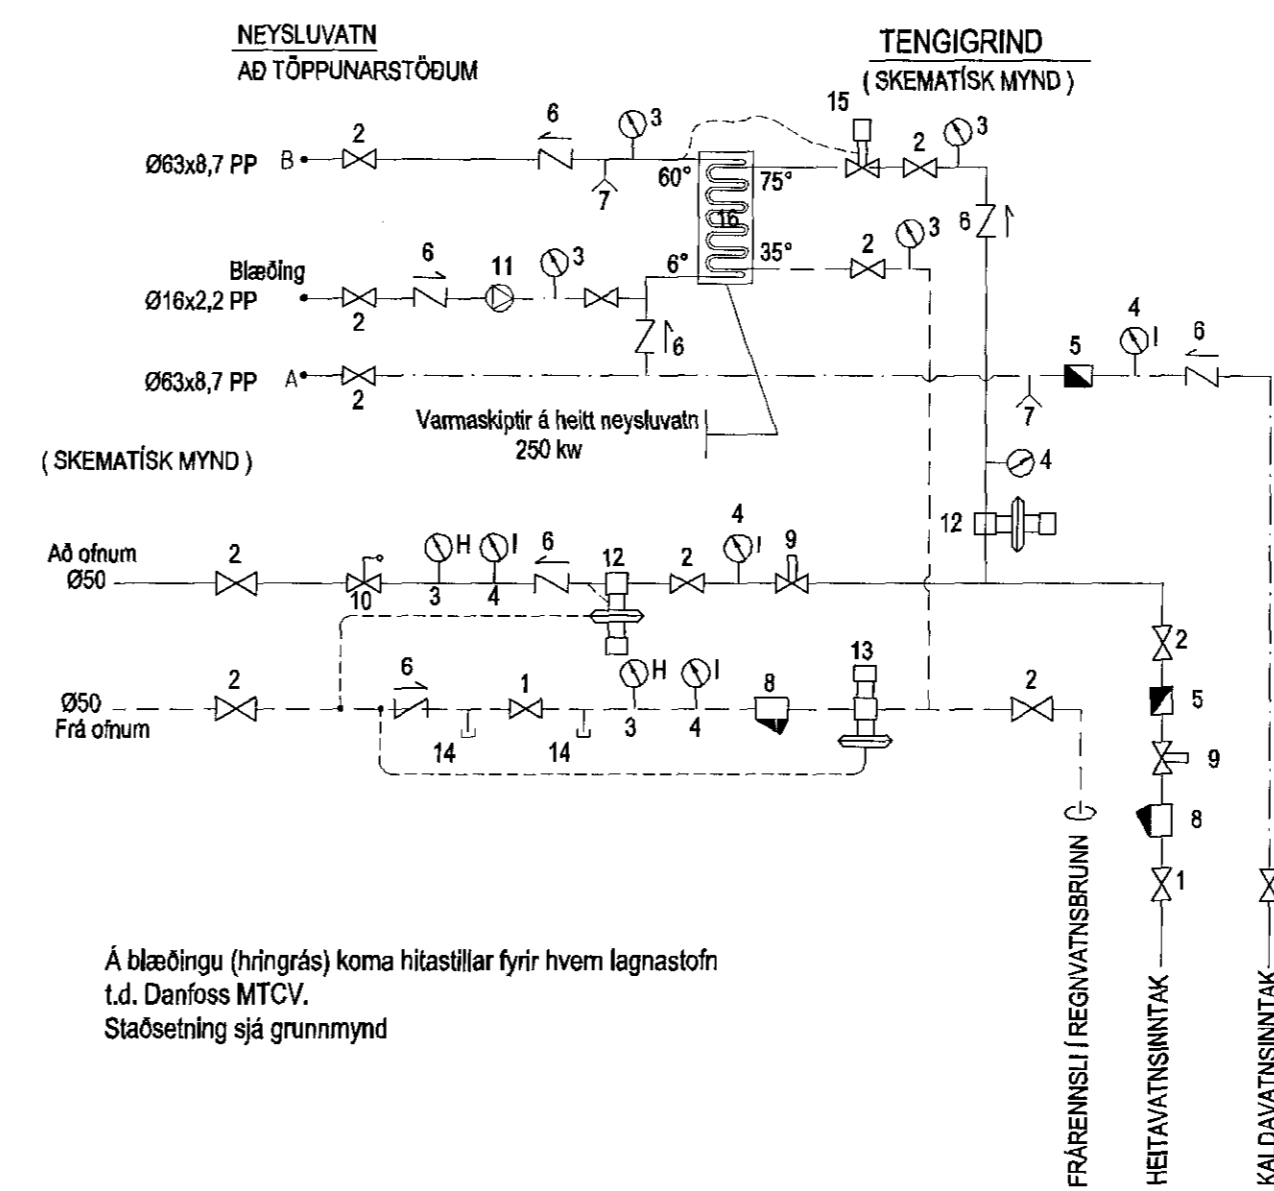 NEYSLUVATN
AÐ TÖPPUNARSTÖÐUM
TENGIGRIND
( SKEMATÍSK MYND )
15
2
6
3
2
3
Ø63x8,7 PP
B
60°
75°
7
16
6
3
2
Blæðing
6
11
3
6°
35°
Ø16x2,2 PP
2
6
4
I
6
5
Ø63x8,7 PP
A
2
7
Varmaskiptir á heitt neysluvatn
250 kw
( SKEMATÍSK MYND )
4
12
Að ofnum
Ø50
2
10
H
3
I
4
6
12
2
4
I
9
2
Ø50
Frá ofnum
2
6
14
1
14
H
3
I
4
8
13
2
5
9
8
1
Á blæðingu (hringrás) koma hitastillar fyrir hvern lagnastofn
t.d. Danfoss MTCV.
Staðsetning sjá grunnmynd
FRÁRENNSLI Í REGNVATNSBRUNN
HEITAVATNSINNTAK
KALDAVATNSINNTAK